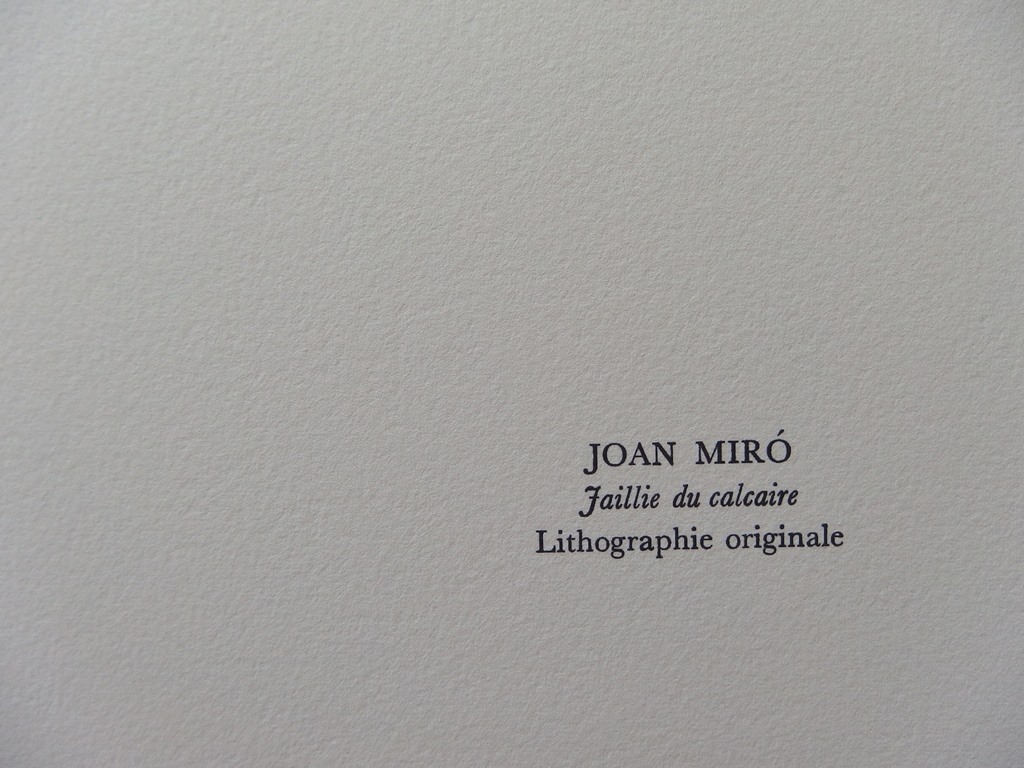 JOAN MIRÓ
Jaillie du calcaire
Lithographie originale